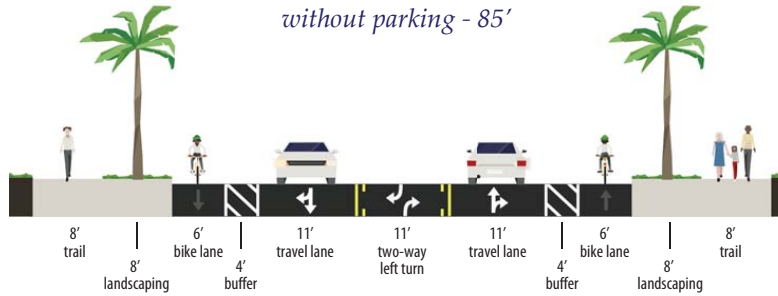 without parking - 85'
8'
trail
8'
landscaping
6'
bike lane
4'
buffer
11'
travel lane
11'
two-way
left turn
11'
travel lane
4'
buffer
6'
bike lane
8'
landscaping
8'
trail